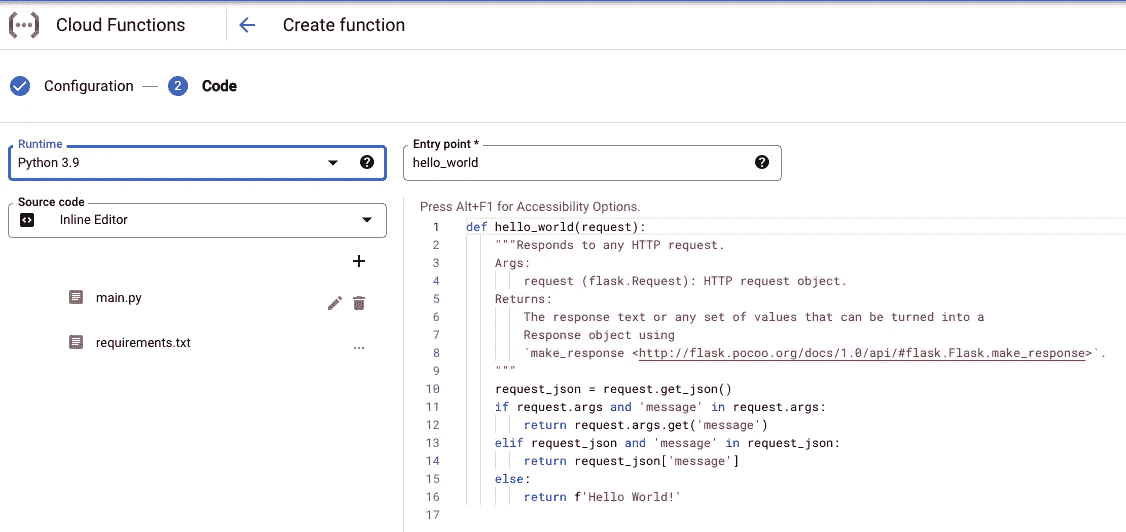 Cloud Functions
Create function
Configuration — 2 Code
Runtime
Python 3.9
Entry point *
hello_world
Source code
Inline Editor
main.py
requirements.txt
Press Alt+F1 for Accessibility Options.
1 def hello_world(request):
2 """Responds to any HTTP request.
3 Args:
4 request (flask.Request): HTTP request object.
5 Returns:
6 The response text or any set of values that can be turned into a
7 Response object using
8 `make_response <http://flask.pocoo.org/docs/1.0/api/#flask.Flask.make_response>`.
9 """
10 request_json = request.get_json()
11 if request.args and 'message' in request.args:
12 return request.args.get('message')
13 elif request_json and 'message' in request_json:
14 return request_json['message']
15 else:
16 return f'Hello World!'
17